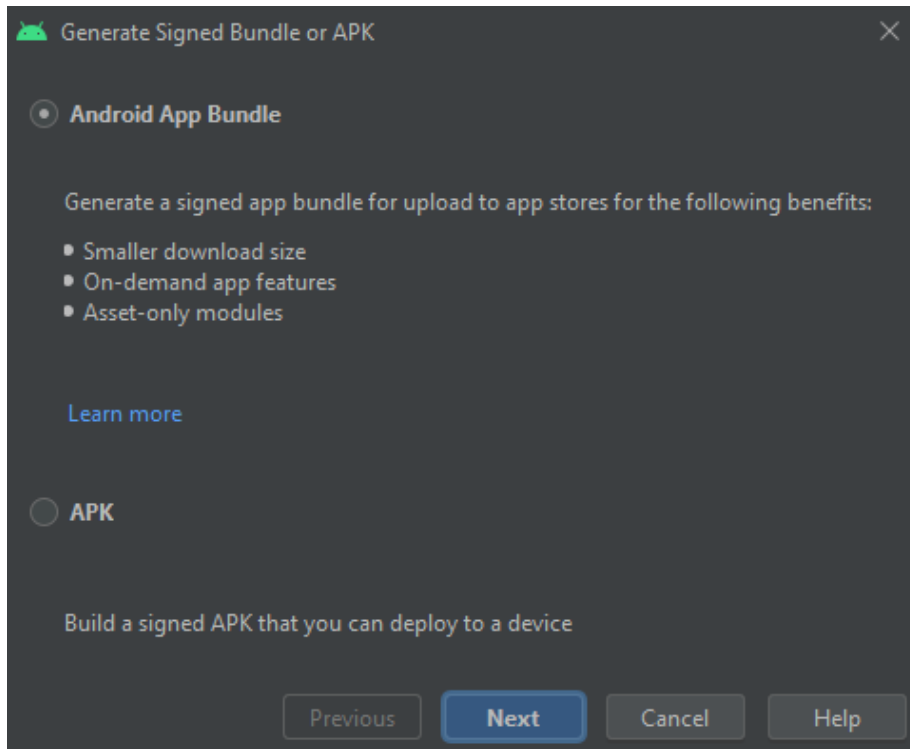 Generate Signed Bundle or APK
Android App Bundle
Generate a signed app bundle for upload to app stores for the following benefits:
Smaller download size
On-demand app features
Asset-only modules
Learn more
APK
Build a signed APK that you can deploy to a device
Previous Next Cancel Help